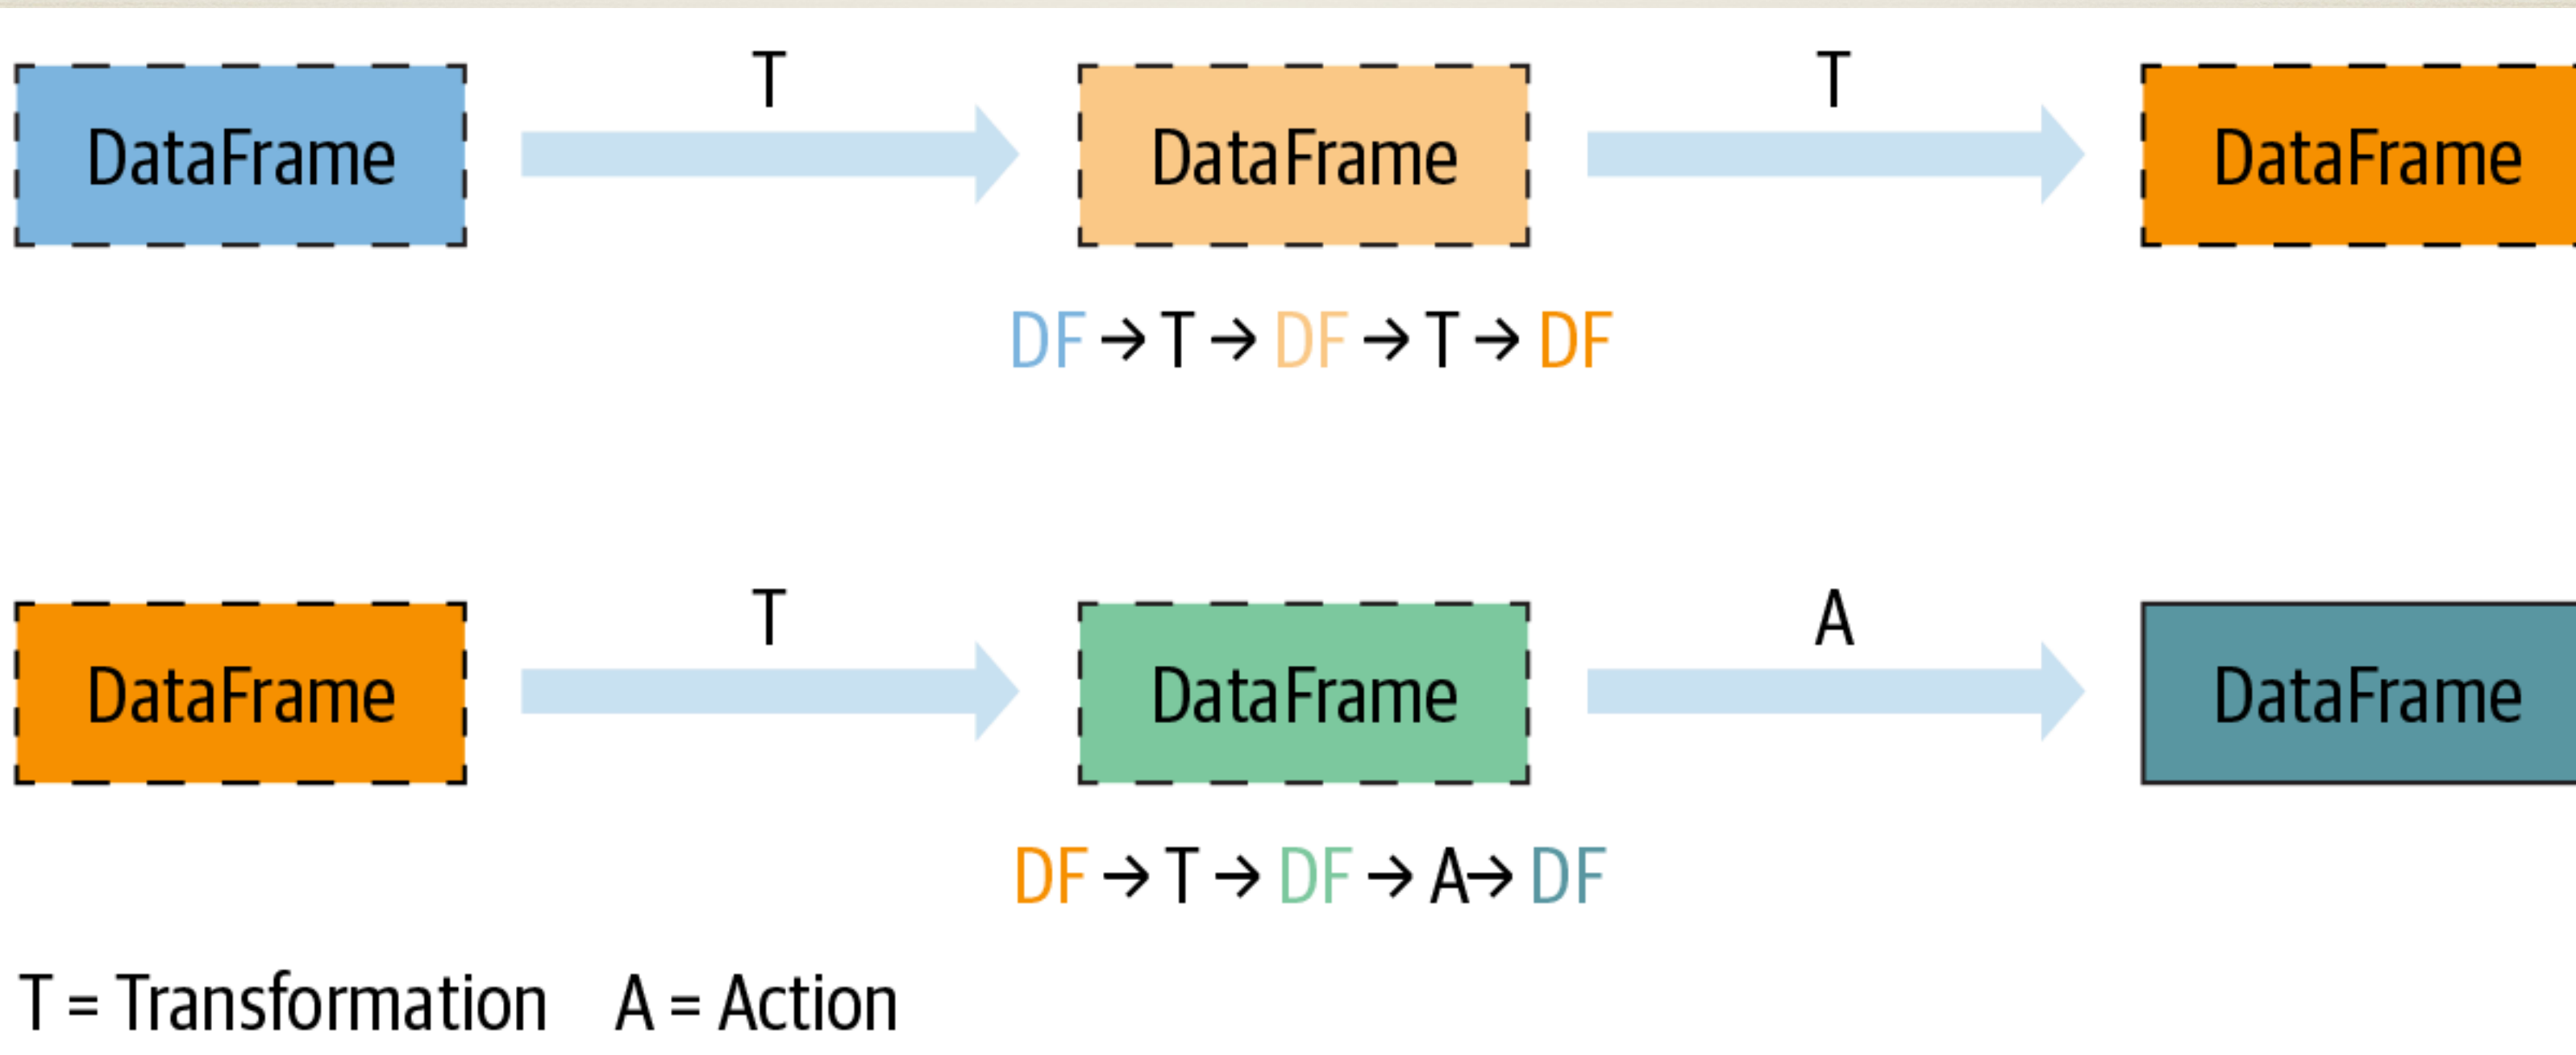 T T
DataFrame DataFrame DataFrame
DF → T → DF → T → DF
T A
DataFrame DataFrame DataFrame
DF → T → DF → A→ DF
T = Transformation A = Action